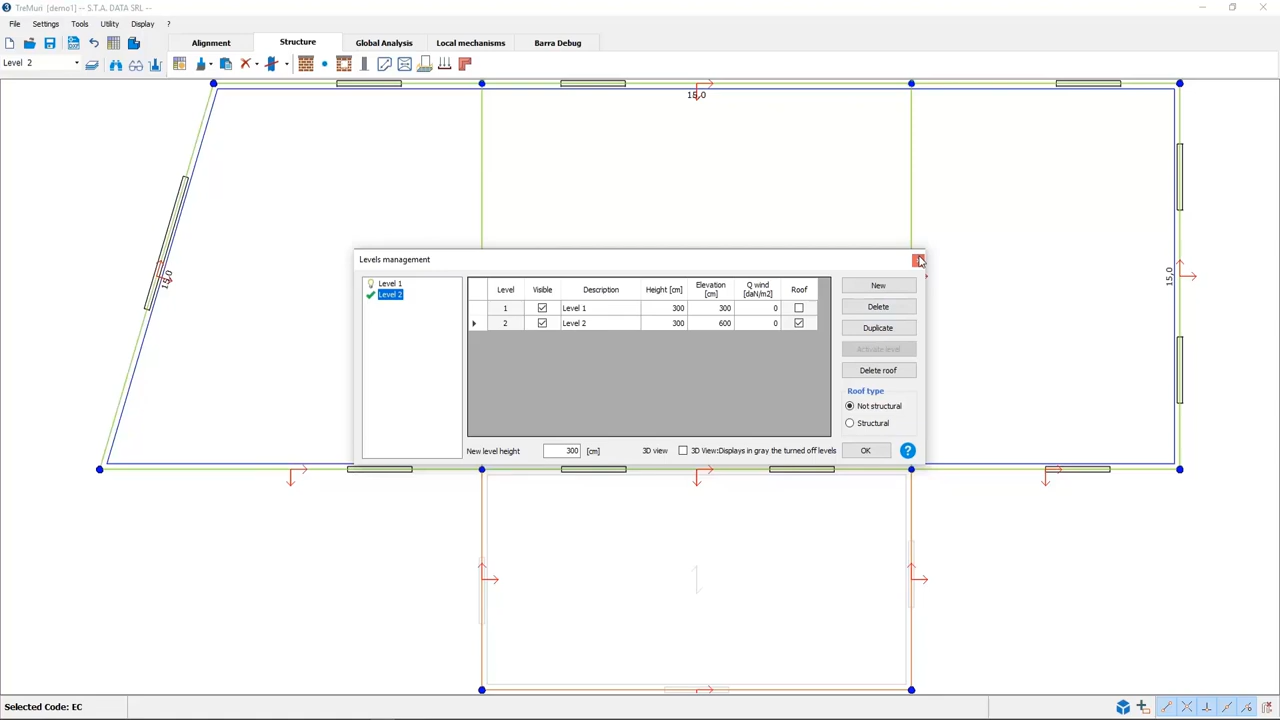 TreMuri [demo1] -- S.T.A. DATA SRL --
File Settings Tools Utility Display ?
Alignment Structure Global Analysis Local mechanisms Barra Debug
Level 2
15,0
15,0
15,0
Levels management
Level 1
Level 2
Level Visible Description Height [cm] Elevation [cm] Q wind [daN/m2] Roof
1 Level 1 300 300 0
2 Level 2 300 600 0
New
Delete
Duplicate
Activate level
Delete roof
Roof type
Not structural
Structural
New level height 300 [cm] 3D view 3D View:Displays in gray the turned off levels OK ?
Selected Code: EC